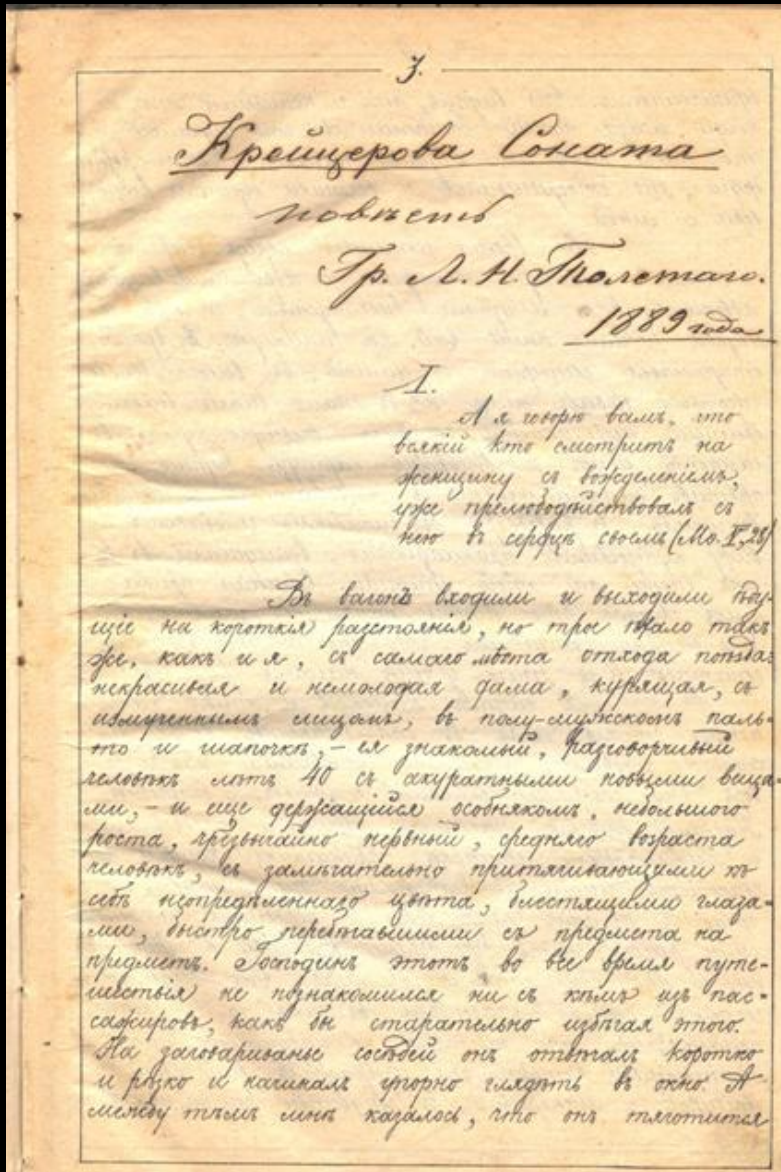 3.
Крейцерова Соната
повѣсть
Гр. Л. Н. Толстаго.
1889 года
I.
А я говорю вамъ, что
всякій кто смотритъ на
женщину съ вожделеніемъ,
уже прелюбодѣйствовалъ съ
нею въ сердцѣ своемъ (Мѳ. V, 28)
Въ вагонъ входили и выходили ѣду-
щіе на короткія разстоянія, но трое ѣхало такъ
же, какъ и я, съ самаго мѣста отхода поѣзда:
некрасивая и немолодая дама, курящая, съ
измученнымъ лицомъ, въ полу-мужскомъ паль-
то и шапочкѣ, – ея знакомый, разговорчивый
человѣкъ лѣтъ 40 съ акуратными новыми веща-
ми, – и еще держащійся особнякомъ, небольшого
роста, чрезвычайно нервный, средняго возраста
человѣкъ, съ замѣчательно притягивающими къ
себѣ неопредѣленнаго цвѣта, блестящими глаза-
ми, быстро перебѣгавшими съ предмета на
предметъ. Господинъ этотъ во все время путе-
шествія не познакомился ни съ кѣмъ изъ пас-
сажировъ, какъ бы старательно избѣгая этого.
На заговариванье сосѣдей онъ отвѣчалъ коротко
и рѣзко и начиналъ упорно глядѣть въ окно. А
между тѣмъ мнѣ казалось, что онъ тяготится